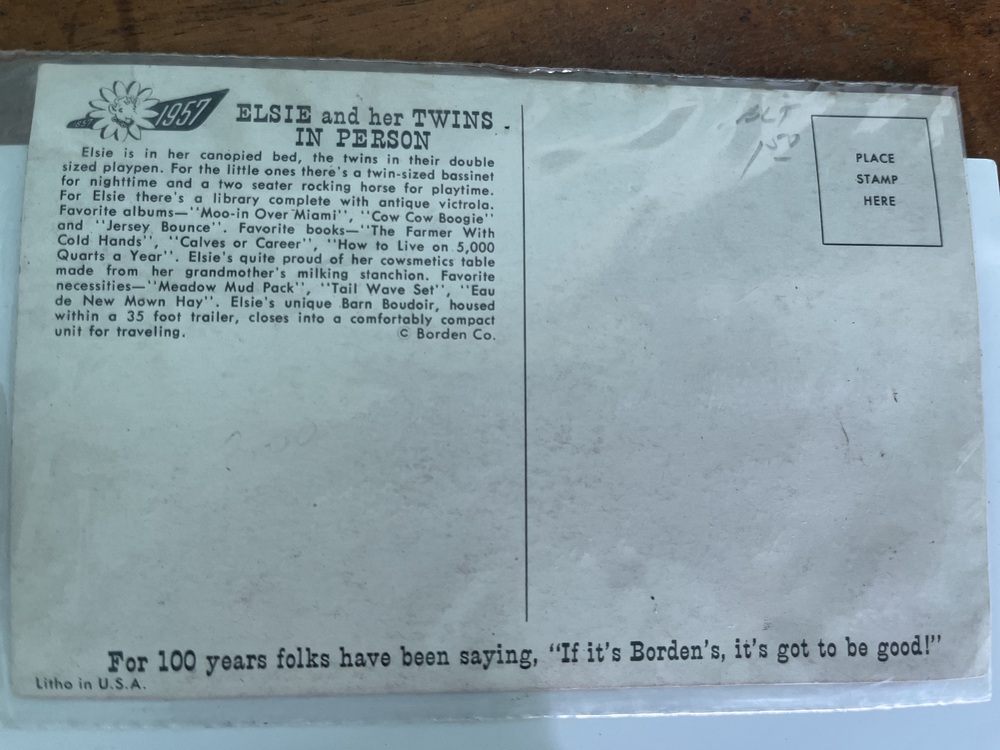 1957
ELSIE and her TWINS
IN PERSON
Elsie is in her canopied bed, the twins in their double
sized playpen. For the little ones there's a twin-sized bassinet
for nighttime and a two seater rocking horse for playtime.
For Elsie there's a library complete with antique victrola.
Favorite albums—"Moo-in Over Miami", "Cow Cow Boogie"
and "Jersey Bounce". Favorite books—"The Farmer With
Cold Hands", "Calves or Career", "How to Live on 5,000
Quarts a Year". Elsie's quite proud of her cowsmetics table
made from her grandmother's milking stanchion. Favorite
necessities—"Meadow Mud Pack", "Tail Wave Set", "Eau
de New Mown Hay". Elsie's unique Barn Boudoir, housed
within a 35 foot trailer, closes into a comfortably compact
unit for traveling. © Borden Co.
PLACE
STAMP
HERE
For 100 years folks have been saying, "If it's Borden's, it's got to be good!"
Litho in U.S.A.